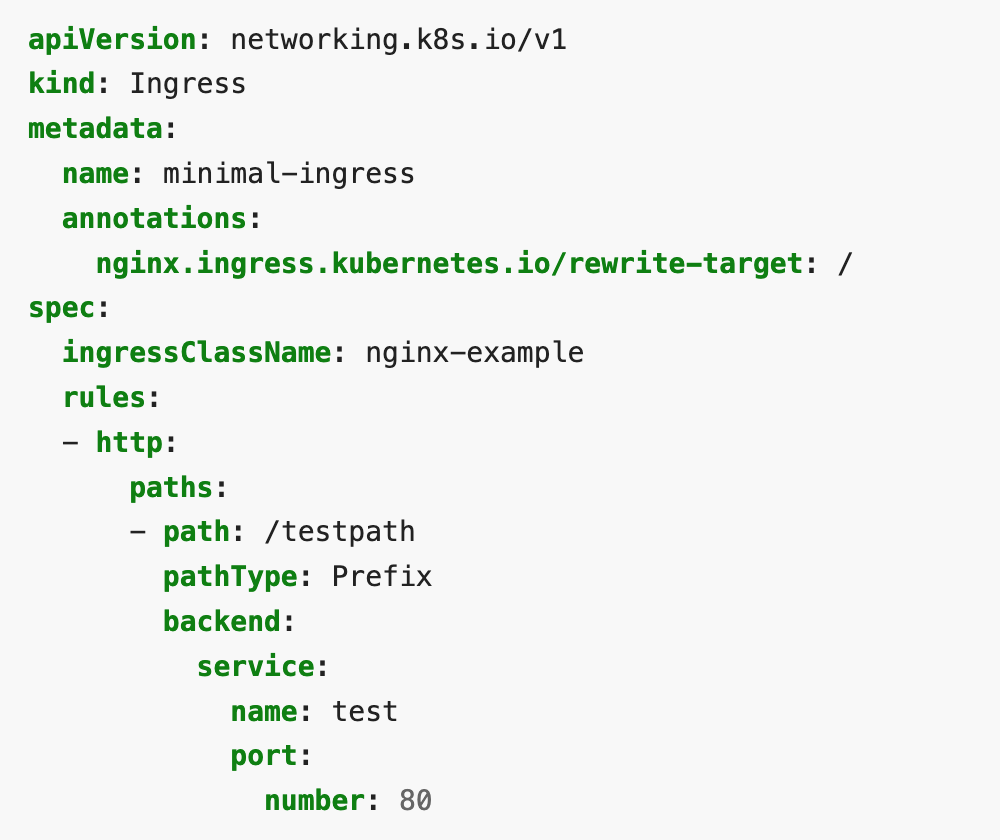 apiVersion: networking.k8s.io/v1
kind: Ingress
metadata:
  name: minimal-ingress
  annotations:
    nginx.ingress.kubernetes.io/rewrite-target: /
spec:
  ingressClassName: nginx-example
  rules:
  - http:
      paths:
      - path: /testpath
        pathType: Prefix
        backend:
          service:
            name: test
            port:
              number: 80